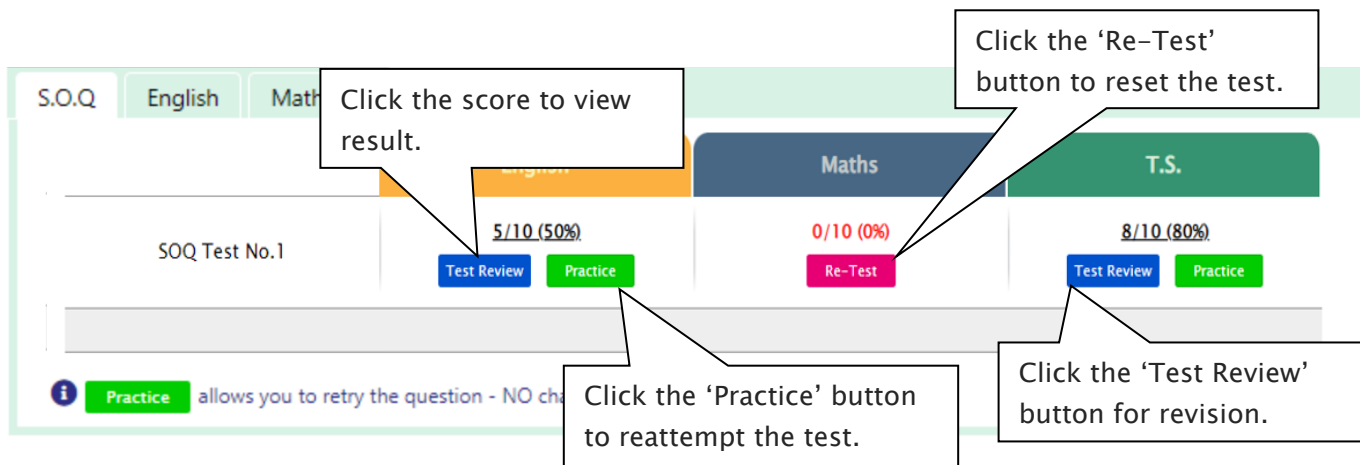 Click the ‘Re-Test’
button to reset the test.
S.O.Q English Math
Click the score to view
result.
Maths T.S.
SOQ Test No.1
5/10 (50%) 0/10 (0%) 8/10 (80%)
Test Review Practice Re-Test Test Review Practice
Practice allows you to retry the question - NO
Click the ‘Practice’ button
to reattempt the test.
Click the ‘Test Review’
button for revision.